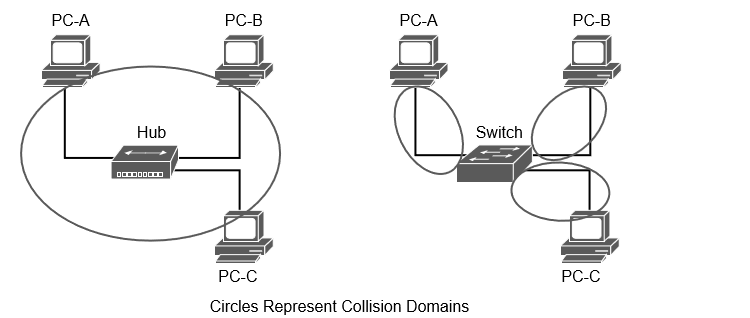 PC-A
PC-B
Hub
PC-C
PC-A
PC-B
Switch
PC-C
Circles Represent Collision Domains